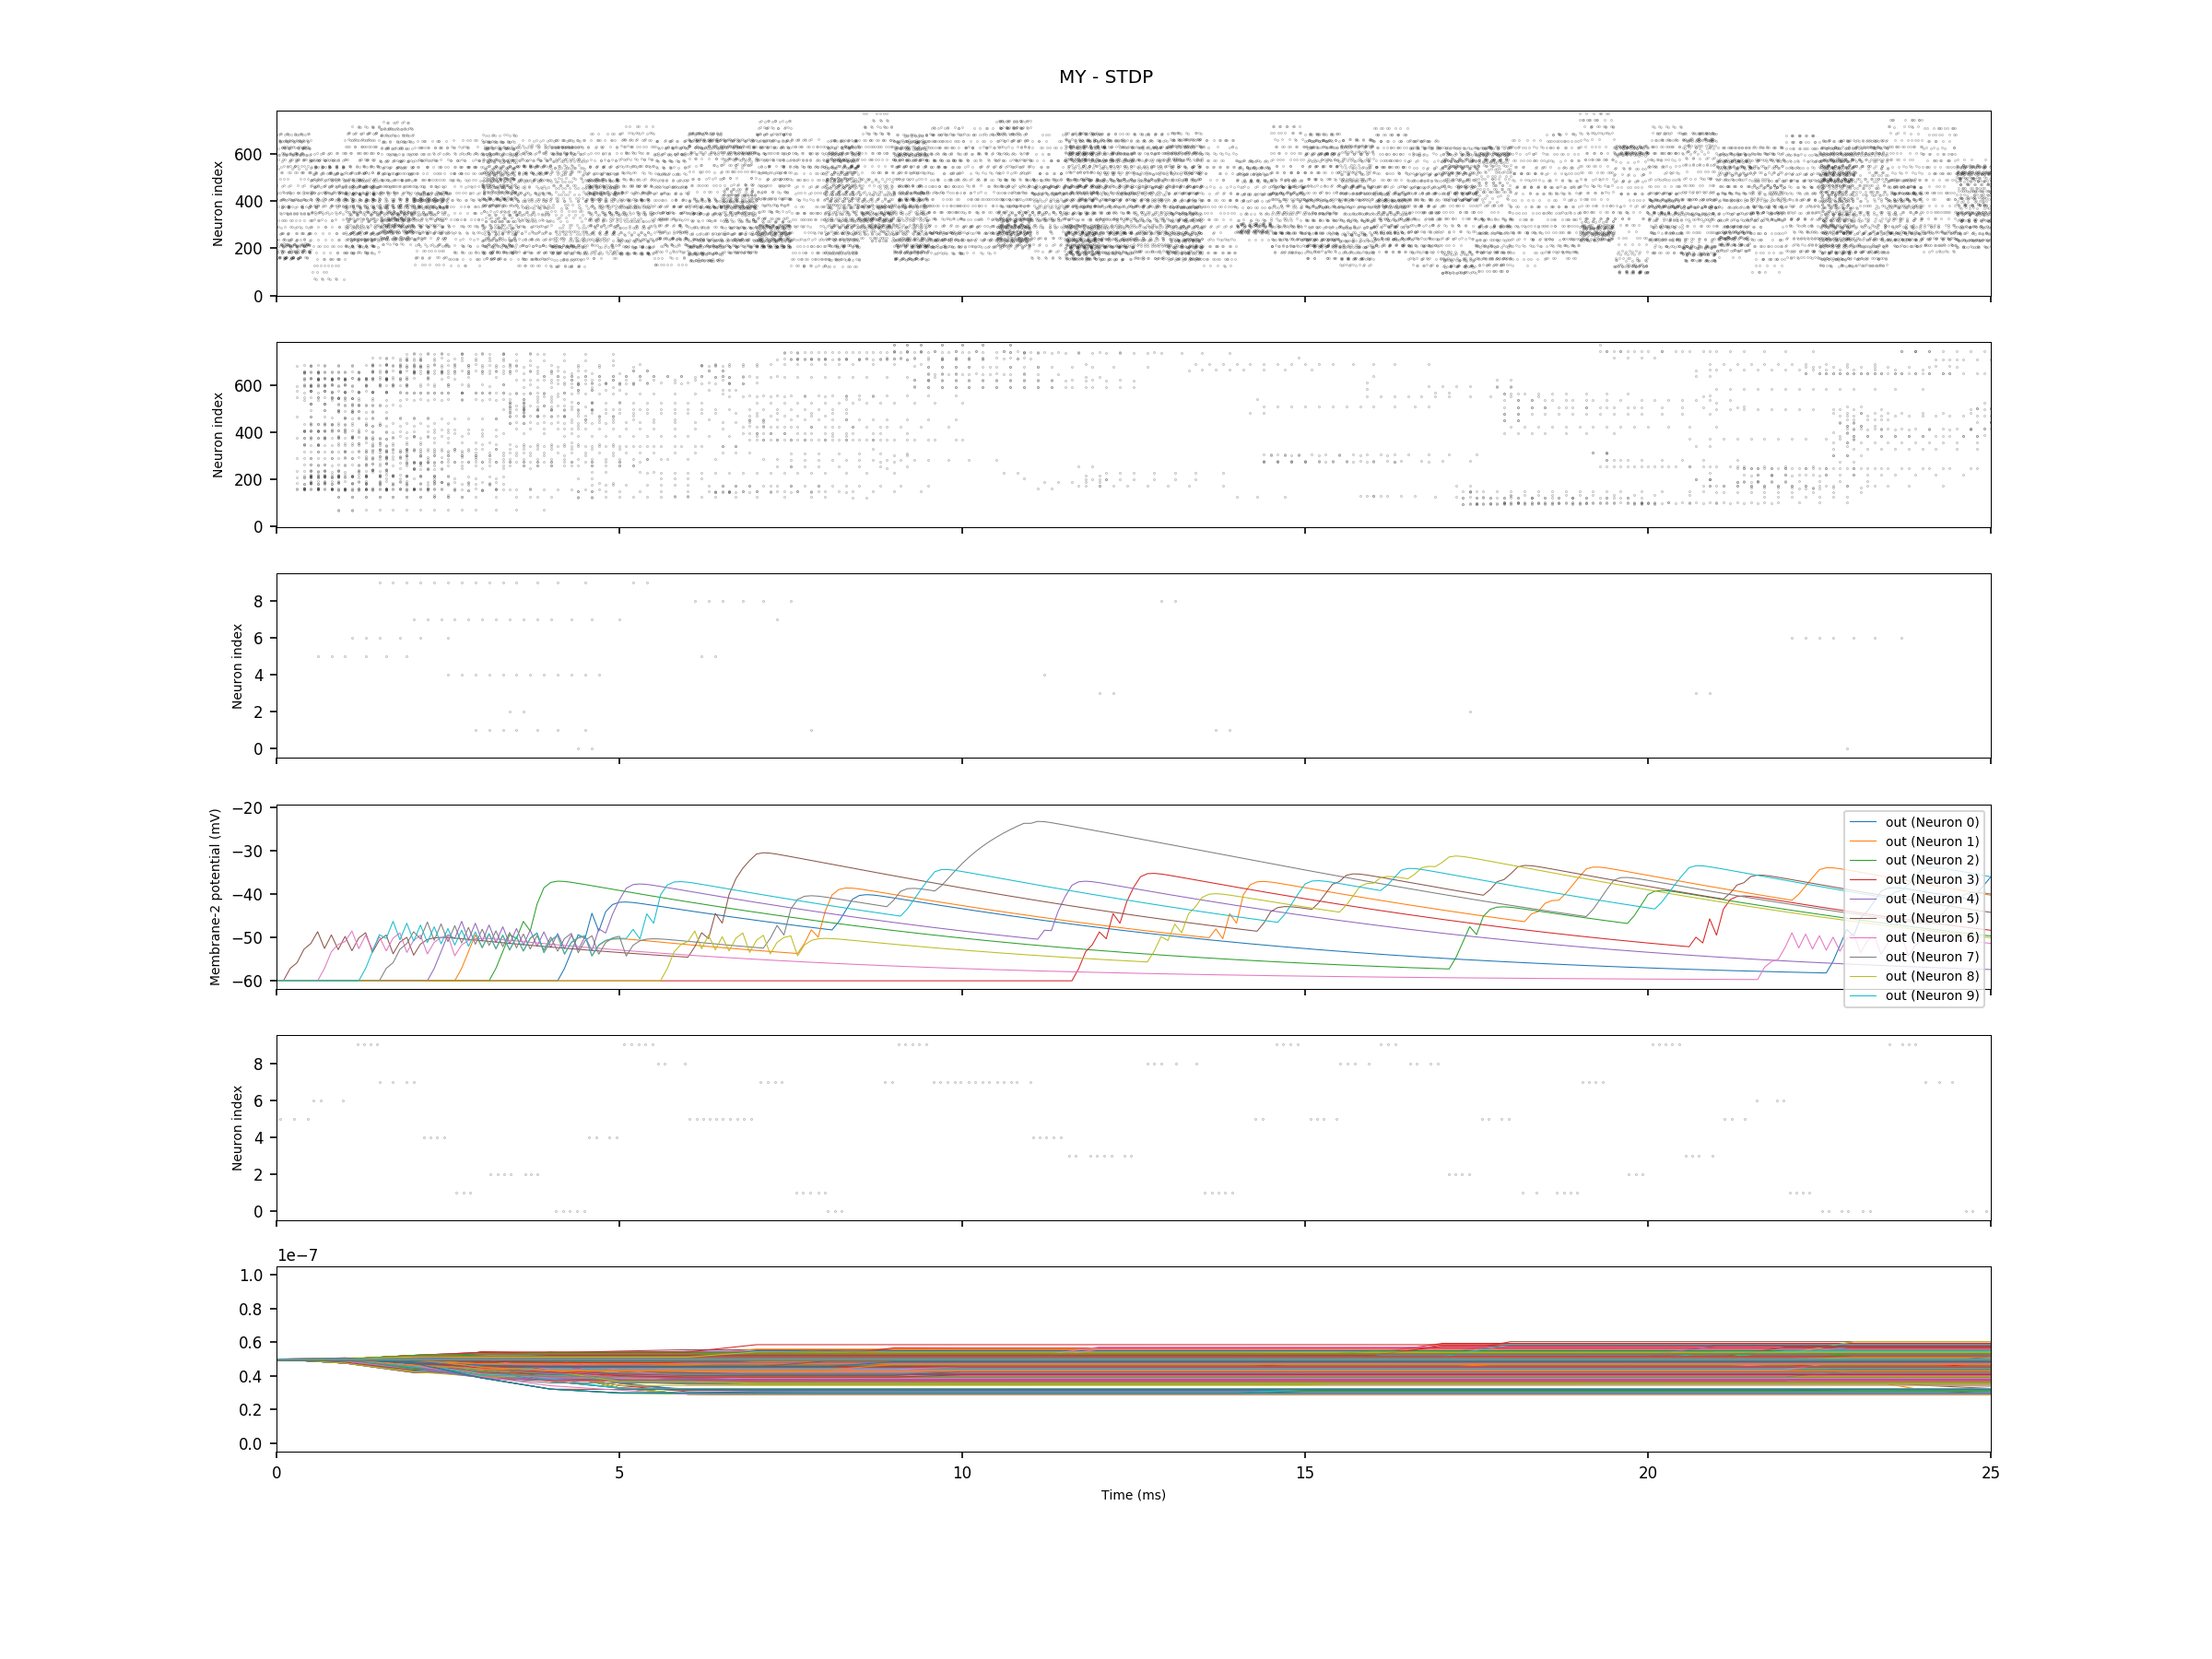 MY - STDP
Neuron index
600
400
200
0
Neuron index
600
400
200
0
Neuron index
8
6
4
2
0
Membrane-2 potential (mV)
−20
−30
−40
−50
−60
out (Neuron 0)
out (Neuron 1)
out (Neuron 2)
out (Neuron 3)
out (Neuron 4)
out (Neuron 5)
out (Neuron 6)
out (Neuron 7)
out (Neuron 8)
out (Neuron 9)
Neuron index
8
6
4
2
0
1e−7
1.0
0.8
0.6
0.4
0.2
0.0
0 5 10 15 20 25
Time (ms)